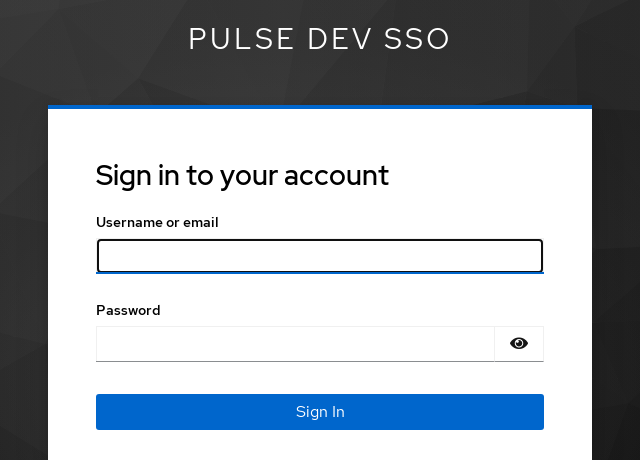 PULSE DEV SSO
Sign in to your account
Username or email
Password
Sign In